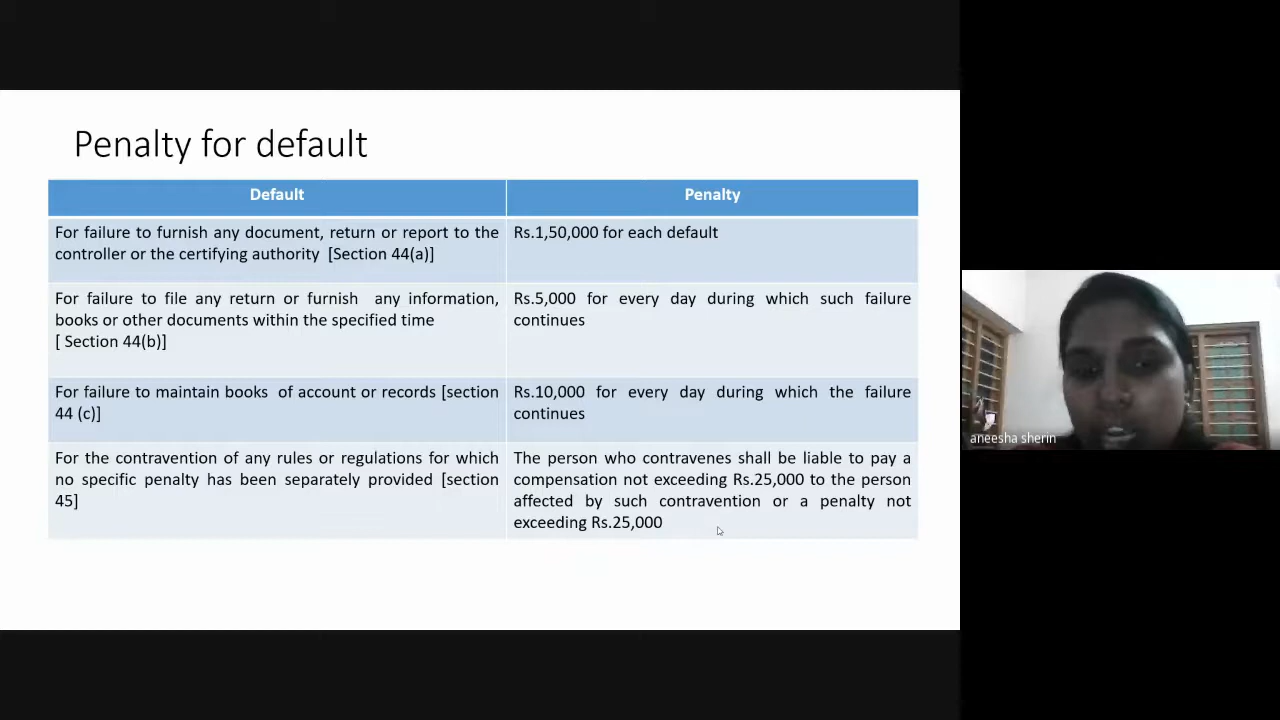 Penalty for default
Default
Penalty
For failure to furnish any document, return or report to the
controller or the certifying authority [Section 44(a)]
Rs.1,50,000 for each default
For failure to file any return or furnish any information,
books or other documents within the specified time
[ Section 44(b)]
Rs.5,000 for every day during which such failure
continues
For failure to maintain books of account or records [section
44 (c)]
Rs.10,000 for every day during which the failure
continues
For the contravention of any rules or regulations for which
no specific penalty has been separately provided [section
45]
The person who contravenes shall be liable to pay a
compensation not exceeding Rs.25,000 to the person
affected by such contravention or a penalty not
exceeding Rs.25,000
aneesha sherin